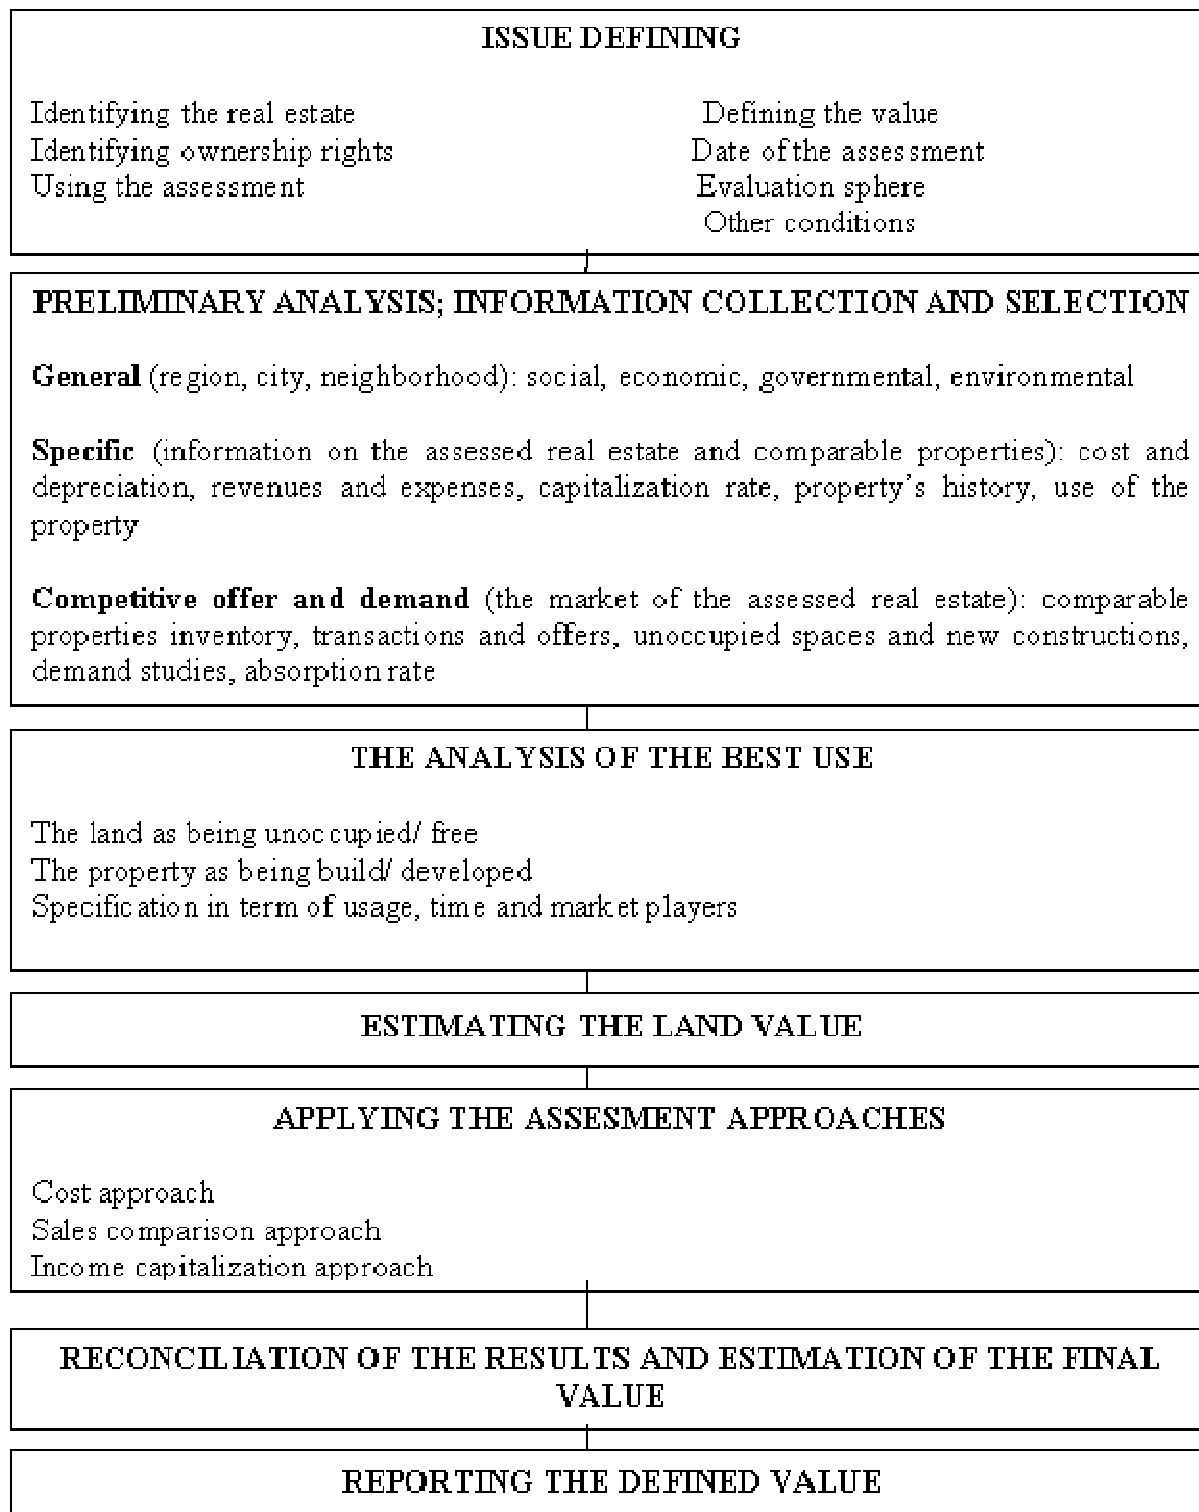 ISSUE DEFINING
Identifying the real estate
Identifying ownership rights
Using the assessment
Defining the value
Date of the assessment
Evaluation sphere
Other conditions
PRELIMINARY ANALYSIS; INFORMATION COLLECTION AND SELECTION
General (region, city, neighborhood): social, economic, governmental, environmental
Specific (information on the assessed real estate and comparable properties): cost and
depreciation, revenues and expenses, capitalization rate, property's history, use of the
property
Competitive offer and demand (the market of the assessed real estate): comparable
properties inventory, transactions and offers, unoccupied spaces and new constructions,
demand studies, absorption rate
THE ANALYSIS OF THE BEST USE
The land as being unoccupied/ free
The property as being build/ developed
Specification in term of usage, time and market players
ESTIMATING THE LAND VALUE
APPLYING THE ASSESMENT APPROACHES
Cost approach
Sales comparison approach
Income capitalization approach
RECONCILIATION OF THE RESULTS AND ESTIMATION OF THE FINAL
VALUE
REPORTING THE DEFINED VALUE